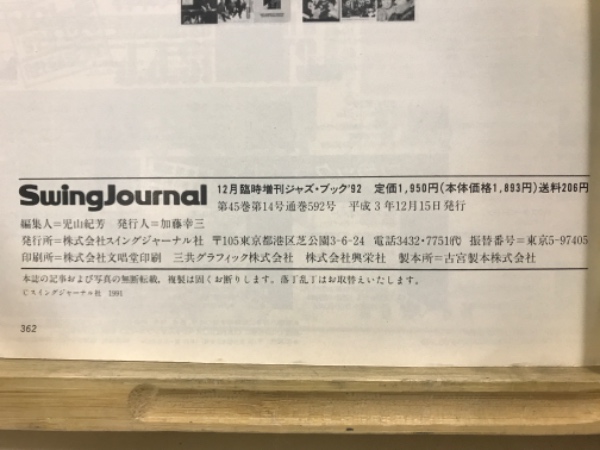 SwingJournal 12月臨時増刊ジャズ・ブック'92 定価1,950円(本体価格1,893円)送料206円
第45巻第14号通巻592号 平成3年12月15日発行
編集人=児山紀芳 発行人=加藤幸三
発行所=株式会社スイングジャーナル社 〒105東京都港区芝公園3-6-24 電話3432・7751㈹ 振替番号=東京5-97405
印刷所=株式会社文唱堂印刷 三共グラフィック株式会社 株式会社興栄社 製本所=古宮製本株式会社
本誌の記事および写真の無断転載，複製は固くお断りします。落丁乱丁はお取替えいたします。
©スイングジャーナル社 1991
362